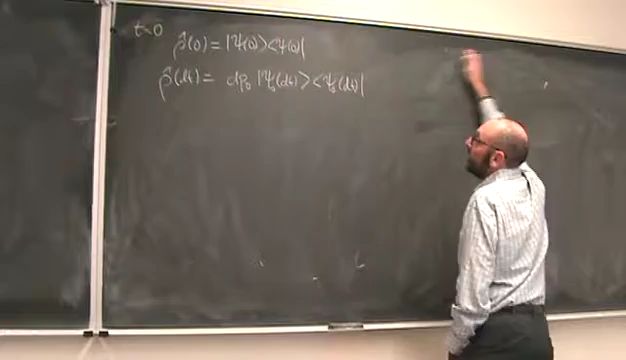 t=0
ρ̂(0) = |Ψ(0)><Ψ(0)|
ρ̂(dt) = dp₀ |Ψ₀(dt)><Ψ₀(dt)|